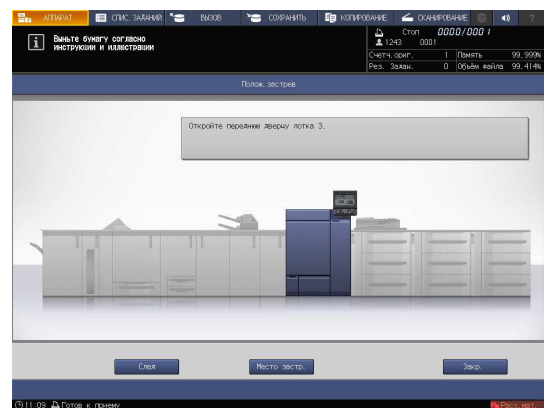 АППАРАТ
СПИС. ЗАДАНИЙ
ВЫЗОВ
СОХРАНИТЬ
КОПИРОВАНИЕ
СКАНИРОВАНИЕ
?
Выньте бумагу согласно
инструкции и иллюстрации
Стоп 0000/0001
1243 0001
Счетч. ориг. 1 Память 99.999%
Рез. Задан. 0 Объём файла 99.414%
Полож. застрев
Откройте переднюю дверцу лотка 3.
След
Место застр.
Закр.
11:09 Готов к приему
Расх. мат.